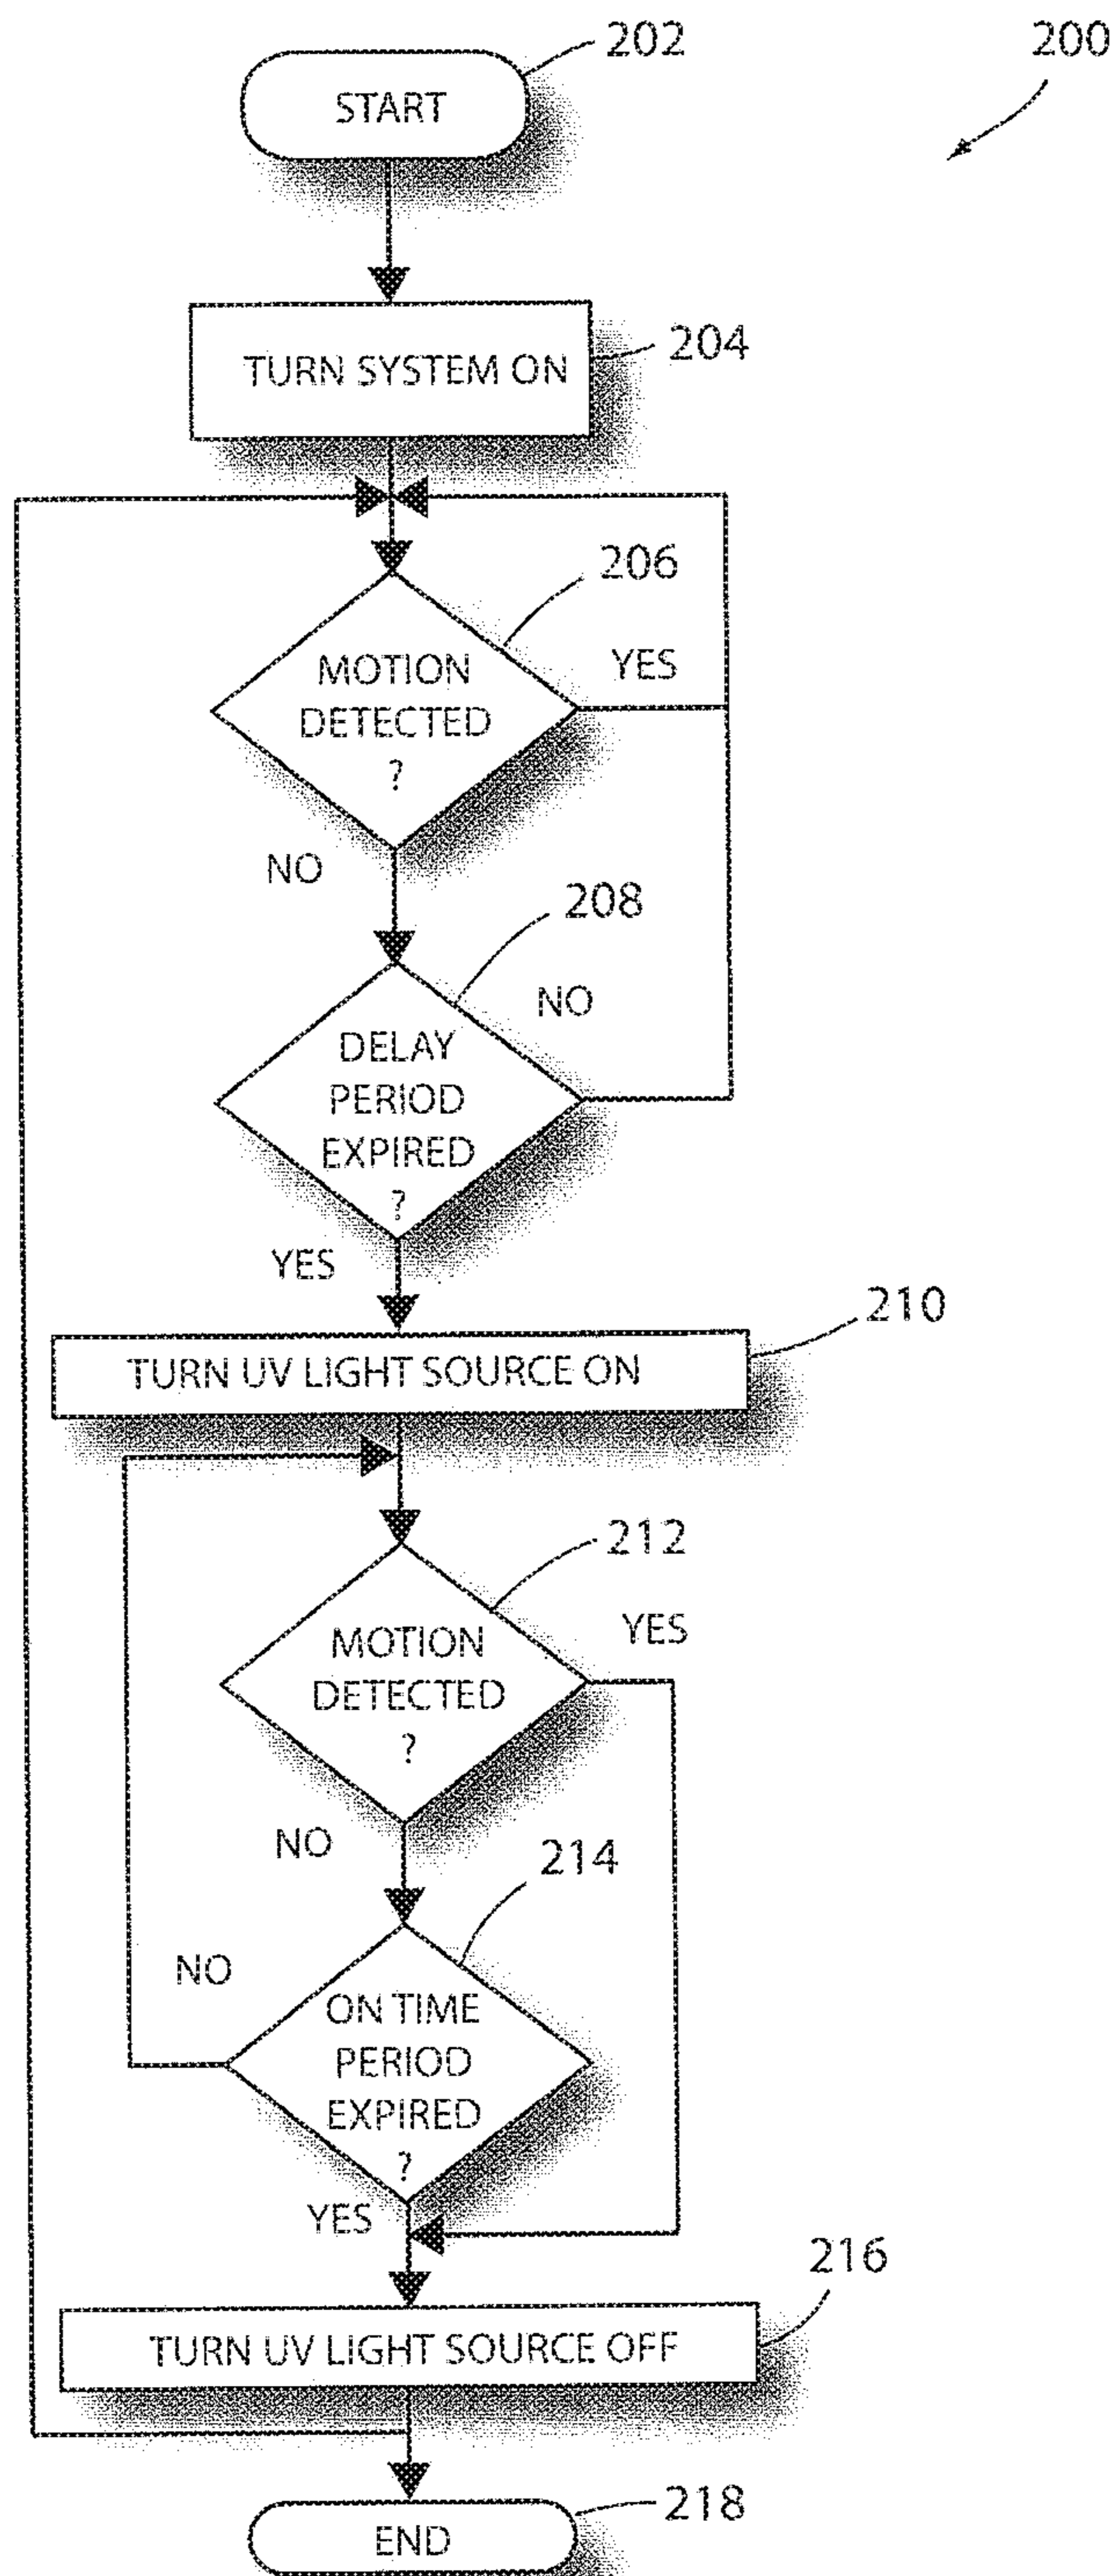 202
200
START
TURN SYSTEM ON
204
206
MOTION
DETECTED
?
YES
NO
208
DELAY
PERIOD
EXPIRED
?
NO
YES
210
TURN UV LIGHT SOURCE ON
212
MOTION
DETECTED
?
YES
NO
214
ON TIME
PERIOD
EXPIRED
?
NO
YES
216
TURN UV LIGHT SOURCE OFF
218
END